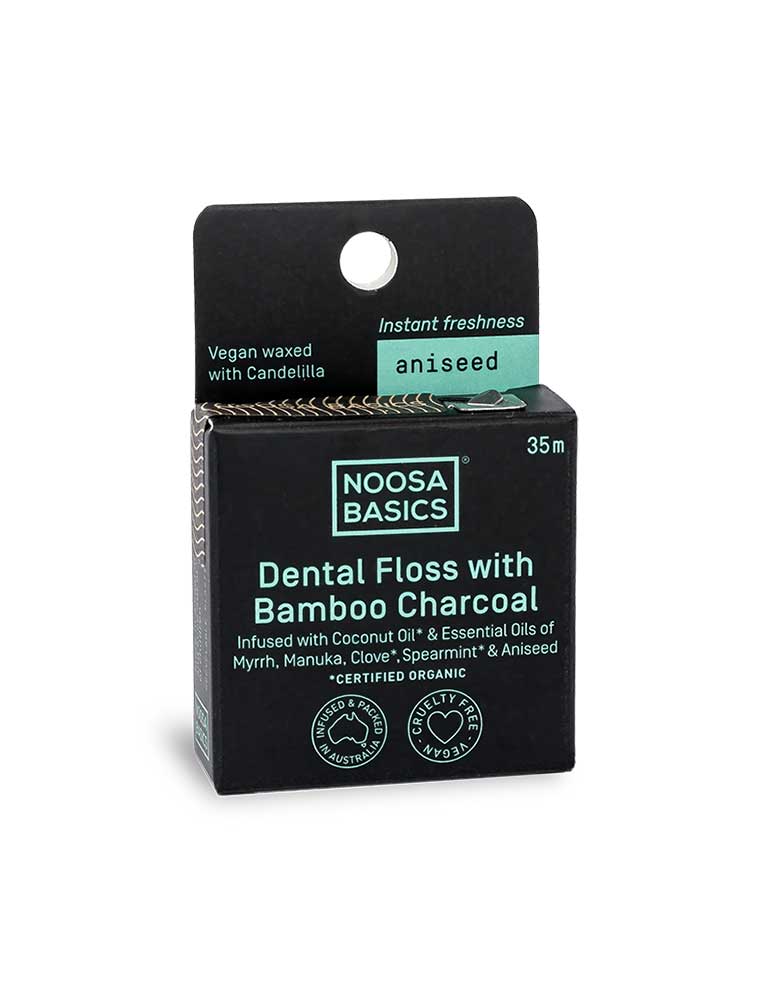 Instant freshness
Vegan waxed
with Candelilla
aniseed
35m
NOOSA
BASICS
®
Dental Floss with
Bamboo Charcoal
Infused with Coconut Oil* & Essential Oils of
Myrrh, Manuka, Clove*, Spearmint* & Aniseed
*CERTIFIED ORGANIC
INFUSED & PACKED
IN AUSTRALIA
CRUELTY FREE
• VEGAN •